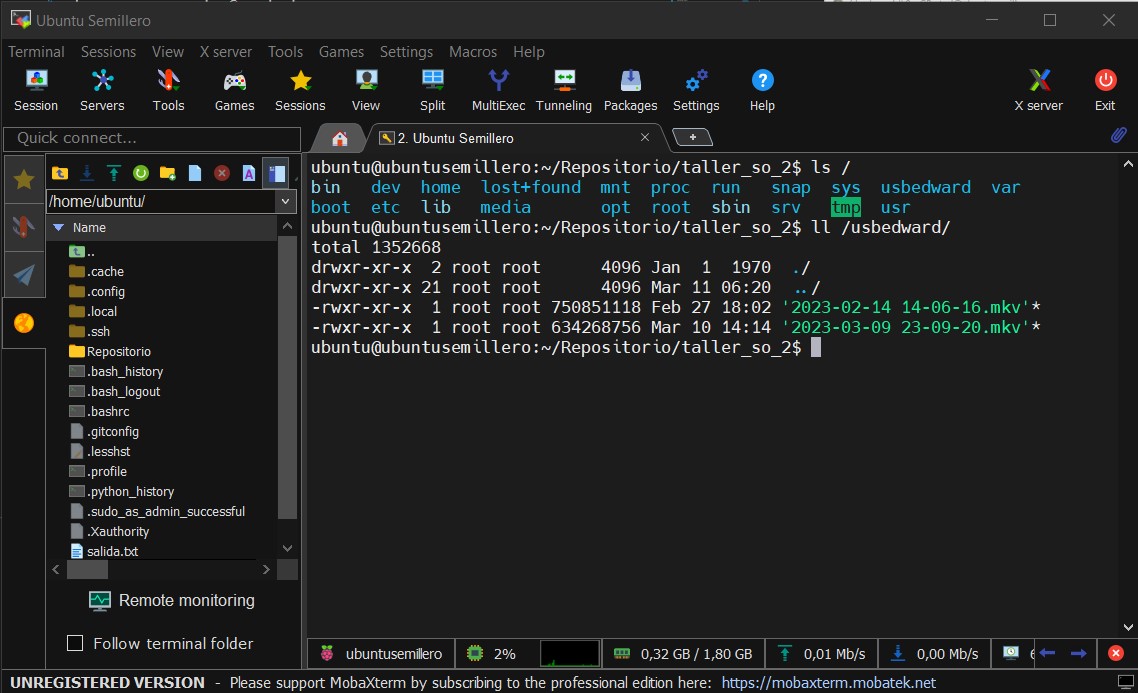 Ubuntu Semillero
Terminal Sessions View X server Tools Games Settings Macros Help
Session Servers Tools Games Sessions View Split MultiExec Tunneling Packages Settings Help X server Exit
Quick connect...
2. Ubuntu Semillero
/home/ubuntu/
Name
..
.cache
.config
.local
.ssh
Repositorio
.bash_history
.bash_logout
.bashrc
.gitconfig
.lesshst
.profile
.python_history
.sudo_as_admin_successful
.Xauthority
salida.txt
Remote monitoring
Follow terminal folder
ubuntu@ubuntusemillero:~/Repositorio/taller_so_2$ ls /
bin dev home lost+found mnt proc run snap sys usbedward var
boot etc lib media opt root sbin srv tmp usr
ubuntu@ubuntusemillero:~/Repositorio/taller_so_2$ ll /usbedward/
total 1352668
drwxr-xr-x 2 root root 4096 Jan 1 1970 ./
drwxr-xr-x 21 root root 4096 Mar 11 06:20 ../
-rwxr-xr-x 1 root root 750851118 Feb 27 18:02 '2023-02-14 14-06-16.mkv'*
-rwxr-xr-x 1 root root 634268756 Mar 10 14:14 '2023-03-09 23-09-20.mkv'*
ubuntu@ubuntusemillero:~/Repositorio/taller_so_2$
ubuntusemillero 2% 0,32 GB / 1,80 GB 0,01 Mb/s 0,00 Mb/s
UNREGISTERED VERSION - Please support MobaXterm by subscribing to the professional edition here: https://mobaxterm.mobatek.net